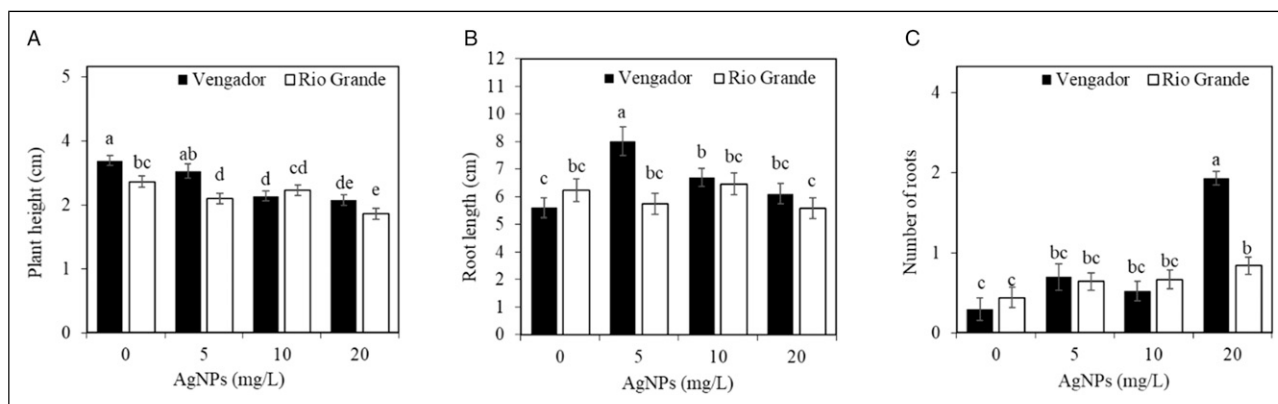 A
Plant height (cm)
5
4
2
1
0
Vengador Rio Grande
a bc ab d d cd de e
0 5 10 20
AgNPs (mg/L)
B
Root length (cm)
12
11
10
9
8
7
6
5
4
3
2
1
0
Vengador Rio Grande
c bc a bc b bc bc c
0 5 10 20
AgNPs (mg/L)
C
Number of roots
4
2
1
0
Vengador Rio Grande
c c bc bc bc bc a b
0 5 10 20
AgNPs (mg/L)